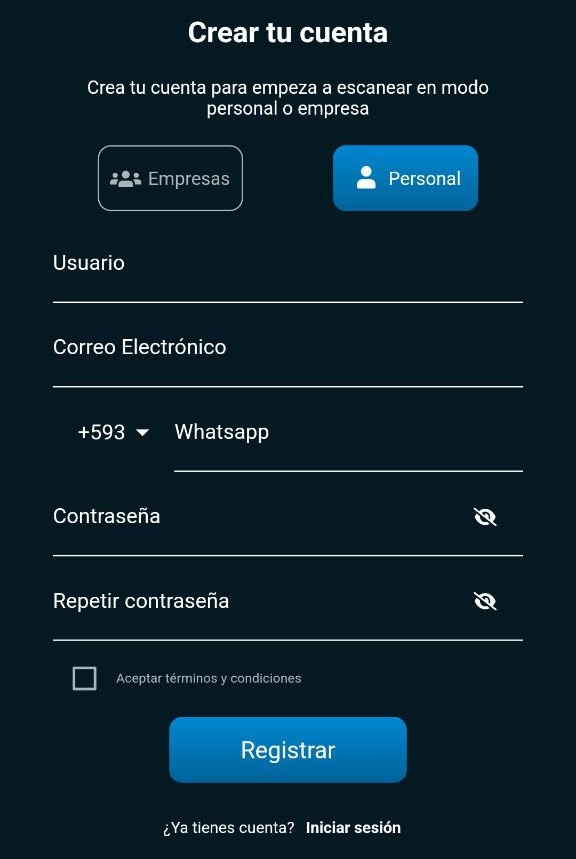 Crear tu cuenta
Crea tu cuenta para empeza a escanear en modo
personal o empresa
Empresas
Personal
Usuario
Correo Electrónico
+593
Whatsapp
Contraseña
Repetir contraseña
Aceptar términos y condiciones
Registrar
¿Ya tienes cuenta? Iniciar sesión